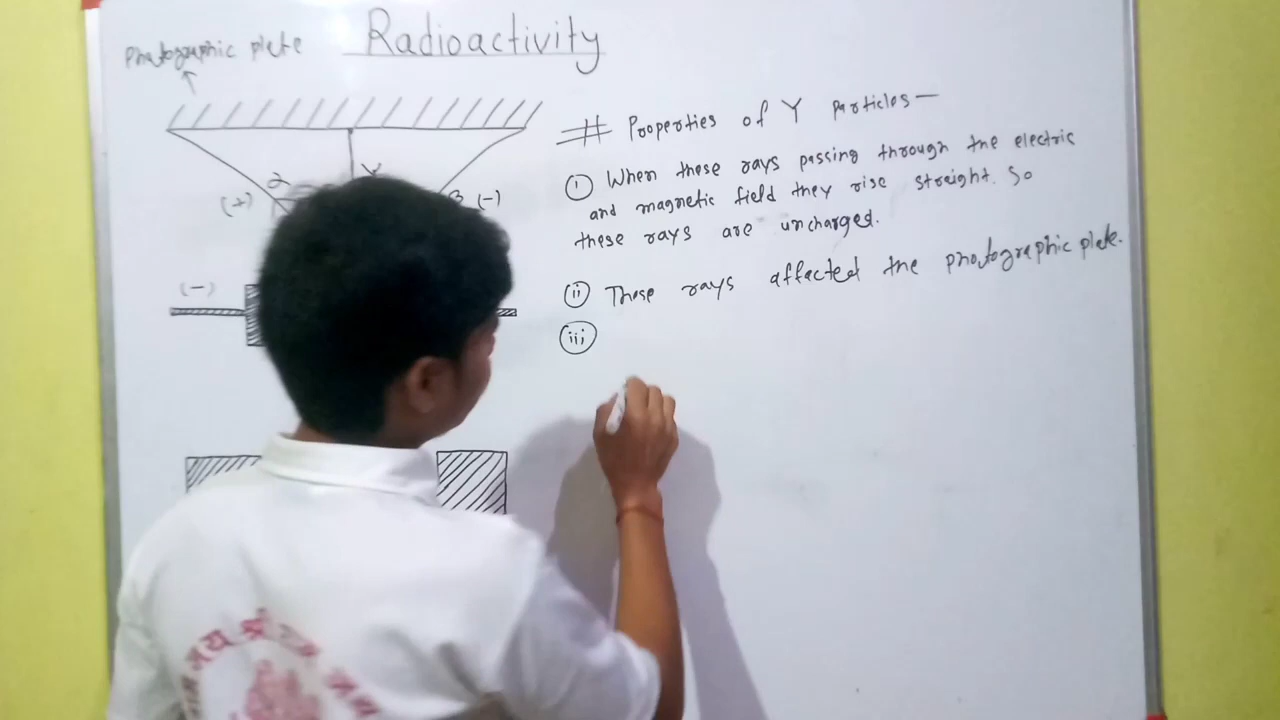 Radioactivity
Photographic plate
α
γ
β
(+)
(-)
(-)
# Properties of γ Particles —
(i) When these rays passing through the electric
and magnetic field they rise straight. So
these rays are uncharged.
(ii) These rays affected the photographic plate.
(iii)
जय श्री राम